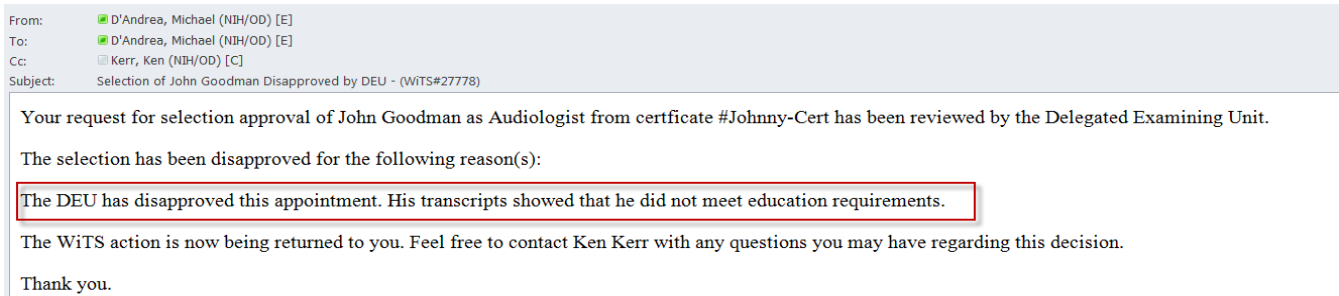 From: D'Andrea, Michael (NIH/OD) [E]
To: D'Andrea, Michael (NIH/OD) [E]
Cc: Kerr, Ken (NIH/OD) [C]
Subject: Selection of John Goodman Disapproved by DEU - (WiTS#27778)
Your request for selection approval of John Goodman as Audiologist from certficate #Johnny-Cert has been reviewed by the Delegated Examining Unit.
The selection has been disapproved for the following reason(s):
The DEU has disapproved this appointment. His transcripts showed that he did not meet education requirements.
The WiTS action is now being returned to you. Feel free to contact Ken Kerr with any questions you may have regarding this decision.
Thank you.